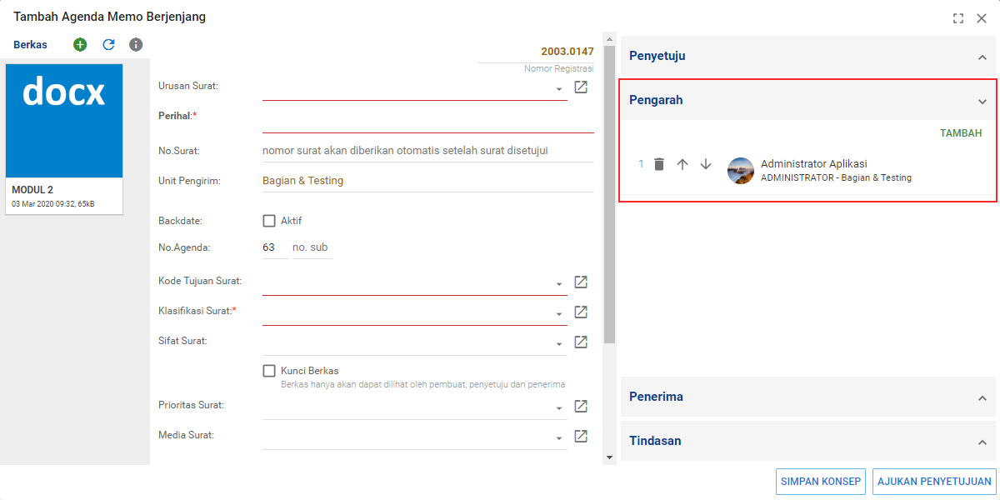 Tambah Agenda Memo Berjenjang
Berkas
docx
MODUL 2
03 Mar 2020 09:32, 65kB
2003.0147
Nomor Registrasi
Urusan Surat:
Perihal:*
No.Surat: nomor surat akan diberikan otomatis setelah surat disetujui
Unit Pengirim: Bagian & Testing
Backdate: Aktif
No.Agenda: 63 no. sub
Kode Tujuan Surat:
Klasifikasi Surat:*
Sifat Surat:
Kunci Berkas
Berkas hanya akan dapat dilihat oleh pembuat, penyetuju dan penerima
Prioritas Surat:
Media Surat:
Penyetuju
Pengarah
TAMBAH
1 Administrator Aplikasi
ADMINISTRATOR - Bagian & Testing
Penerima
Tindasan
SIMPAN KONSEP AJUKAN PENYETUJUAN